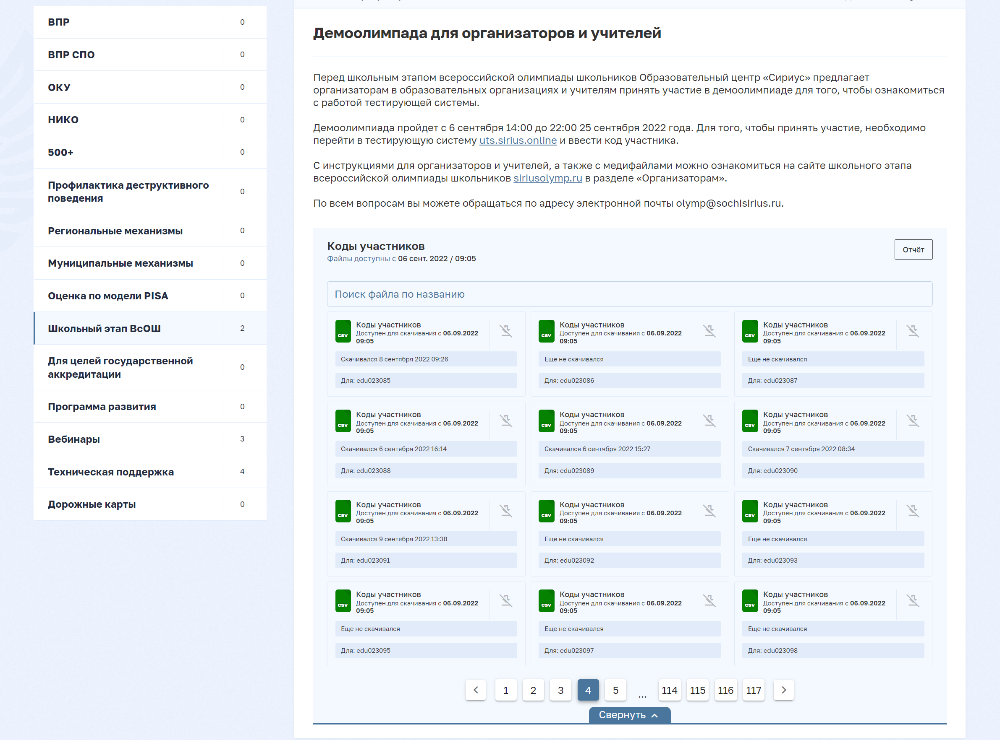 ВПР 0
ВПР СПО 0
ОКУ 0
НИКО 0
500+ 0
Профилактика деструктивного
поведения 0
Региональные механизмы 0
Муниципальные механизмы 0
Оценка по модели PISA 0
Школьный этап ВсОШ 2
Для целей государственной
аккредитации 0
Программа развития 0
Вебинары 3
Техническая поддержка 4
Дорожные карты 0
Демоолимпада для организаторов и учителей
Перед школьным этапом всероссийской олимпиады школьников Образовательный центр «Сириус» предлагает
организаторам в образовательных организациях и учителям принять участие в демоолимпиаде для того, чтобы ознакомиться
с работой тестирующей системы.
Демоолимпиада пройдет с 6 сентября 14:00 до 22:00 25 сентября 2022 года. Для того, чтобы принять участие, необходимо
перейти в тестирующую систему uts.sirius.online и ввести код участника.
С инструкциями для организаторов и учителей, а также с медифайлами можно ознакомиться на сайте школьного этапа
всероссийской олимпиады школьников siriusolymp.ru в разделе «Организаторам».
По всем вопросам вы можете обращаться по адресу электронной почты olymp@sochisirius.ru.
Коды участников
Файлы доступны с 06 сент. 2022 / 09:05
Отчёт
Поиск файла по названию
csv
Коды участников
Доступен для скачивания с 06.09.2022
09:05
Скачивался 8 сентября 2022 09:26
Для: edu023085
csv
Коды участников
Доступен для скачивания с 06.09.2022
09:05
Еще не скачивался
Для: edu023086
csv
Коды участников
Доступен для скачивания с 06.09.2022
09:05
Еще не скачивался
Для: edu023087
csv
Коды участников
Доступен для скачивания с 06.09.2022
09:05
Скачивался 6 сентября 2022 16:14
Для: edu023088
csv
Коды участников
Доступен для скачивания с 06.09.2022
09:05
Скачивался 6 сентября 2022 15:27
Для: edu023089
csv
Коды участников
Доступен для скачивания с 06.09.2022
09:05
Скачивался 7 сентября 2022 08:34
Для: edu023090
csv
Коды участников
Доступен для скачивания с 06.09.2022
09:05
Скачивался 9 сентября 2022 13:38
Для: edu023091
csv
Коды участников
Доступен для скачивания с 06.09.2022
09:05
Еще не скачивался
Для: edu023092
csv
Коды участников
Доступен для скачивания с 06.09.2022
09:05
Еще не скачивался
Для: edu023093
csv
Коды участников
Доступен для скачивания с 06.09.2022
09:05
Еще не скачивался
Для: edu023095
csv
Коды участников
Доступен для скачивания с 06.09.2022
09:05
Еще не скачивался
Для: edu023097
csv
Коды участников
Доступен для скачивания с 06.09.2022
09:05
Еще не скачивался
Для: edu023098
1 2 3 4 5 ... 114 115 116 117
Свернуть